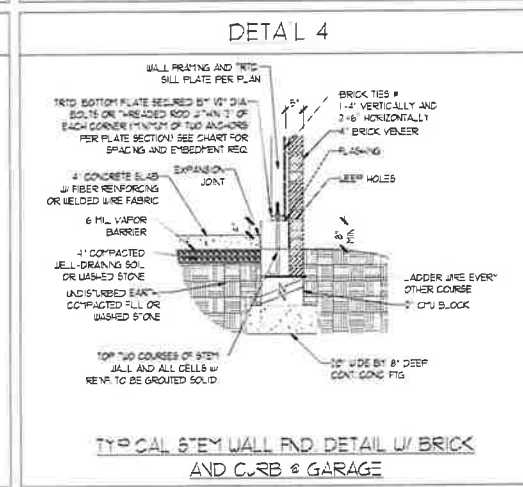 DETAIL 4
WALL FRAMING AND TRTD
SILL PLATE PER PLAN
TRTD. BOTTOM PLATE SECURED BY 1/2" DIA
BOLTS OR THREADED ROD WITHIN OF
EACH CORNER (MINIMUM OF TWO ANCHORS
PER PLATE SECTION) SEE CHART FOR
SPACING AND EMBEDMENT REQ.
4" CONCRETE SLAB
W/ FIBER REINFORCING
OR WELDED WIRE FABRIC
EXPANSION
JOINT
6 MIL VAPOR
BARRIER
4" COMPACTED
WELL-DRAINING SOIL
OR WASHED STONE
UNDISTURBED EARTH
COMPACTED FILL OR
WASHED STONE
TOP TWO COURSES OF STEM
WALL AND ALL CELLS W/
REINF. TO BE GROUTED SOLID
BRICK TIES @
1'-4" VERTICALLY AND
2'-6" HORIZONTALLY
4" BRICK VENEER
FLASHING
WEEP HOLES
8"
MIN
LADDER WIRE EVERY
OTHER COURSE
CMU BLOCK
WIDE BY 8" DEEP
CONT. CONC. FTG
TYPICAL STEM WALL FND. DETAIL W/ BRICK
AND CURB @ GARAGE